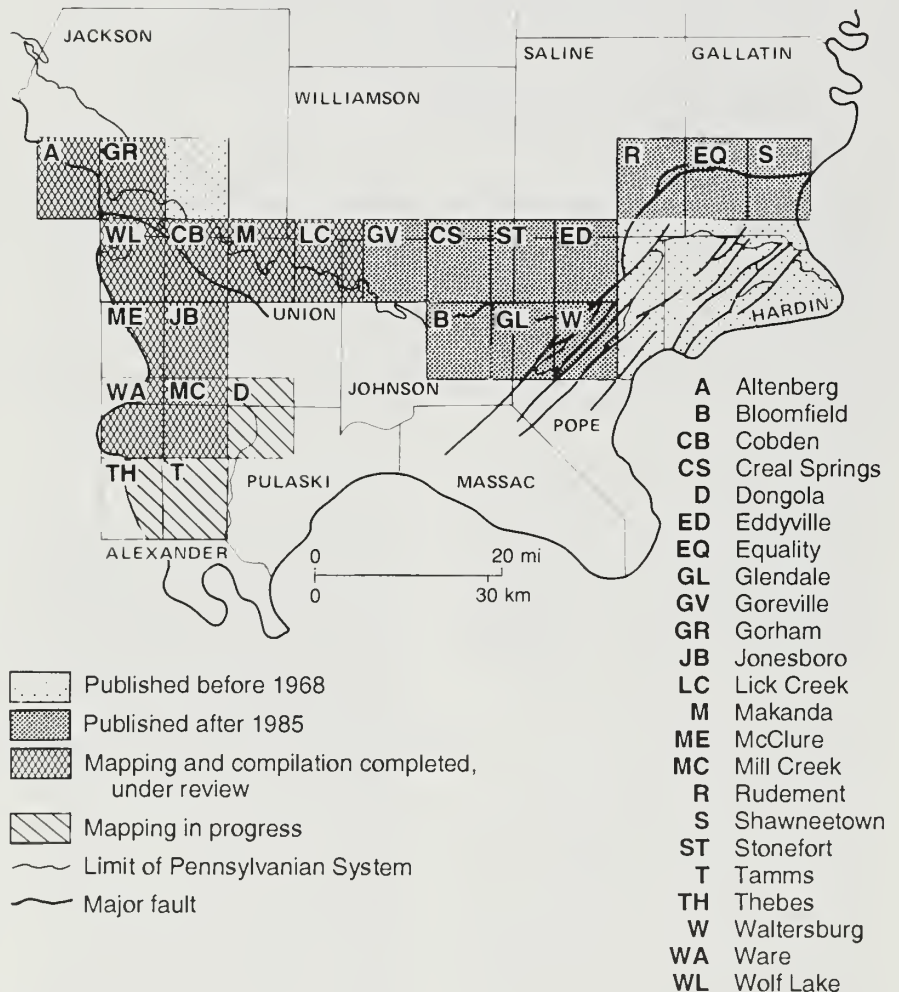 JACKSON
SALINE GALLATIN
WILLIAMSON
A GR R EQ S
WL CB M LC GV CS ST ED
HARDIN
ME JB UNION B GL W
JOHNSON
WA MC D
POPE
TH T PULASKI MASSAC
ALEXANDER
0 20 mi
0 30 km
Published before 1968
Published after 1985
Mapping and compilation completed,
under review
Mapping in progress
Limit of Pennsylvanian System
Major fault
A Altenberg
B Bloomfield
CB Cobden
CS Creal Springs
D Dongola
ED Eddyville
EQ Equality
GL Glendale
GV Goreville
GR Gorham
JB Jonesboro
LC Lick Creek
M Makanda
ME McClure
MC Mill Creek
R Rudement
S Shawneetown
ST Stonefort
T Tamms
TH Thebes
W Waltersburg
WA Ware
WL Wolf Lake